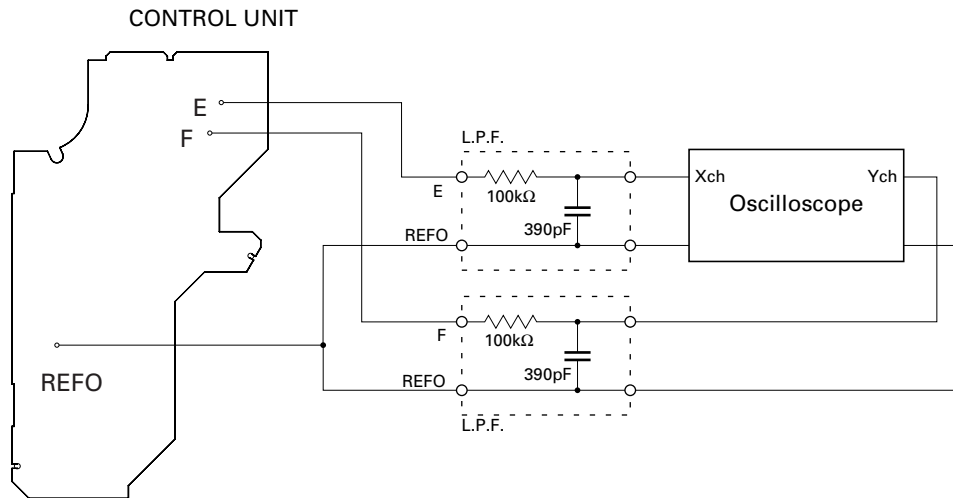 CONTROL UNIT
E
F
REFO
L.P.F.
E
100kΩ
390pF
REFO
Xch
Ych
Oscilloscope
F
100kΩ
390pF
REFO
L.P.F.